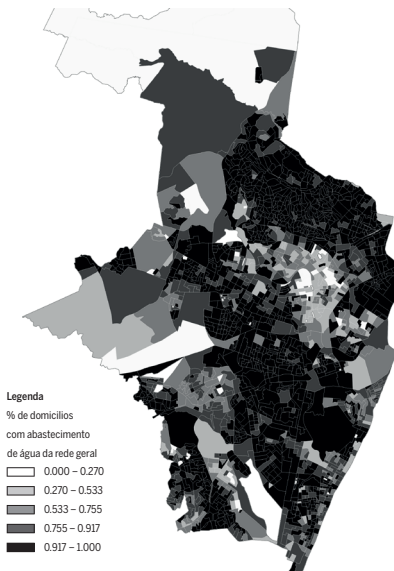 Legenda
% de domicilios
com abastecimento
de água da rede geral
0.000 – 0.270
0.270 – 0.533
0.533 – 0.755
0.755 – 0.917
0.917 – 1.000